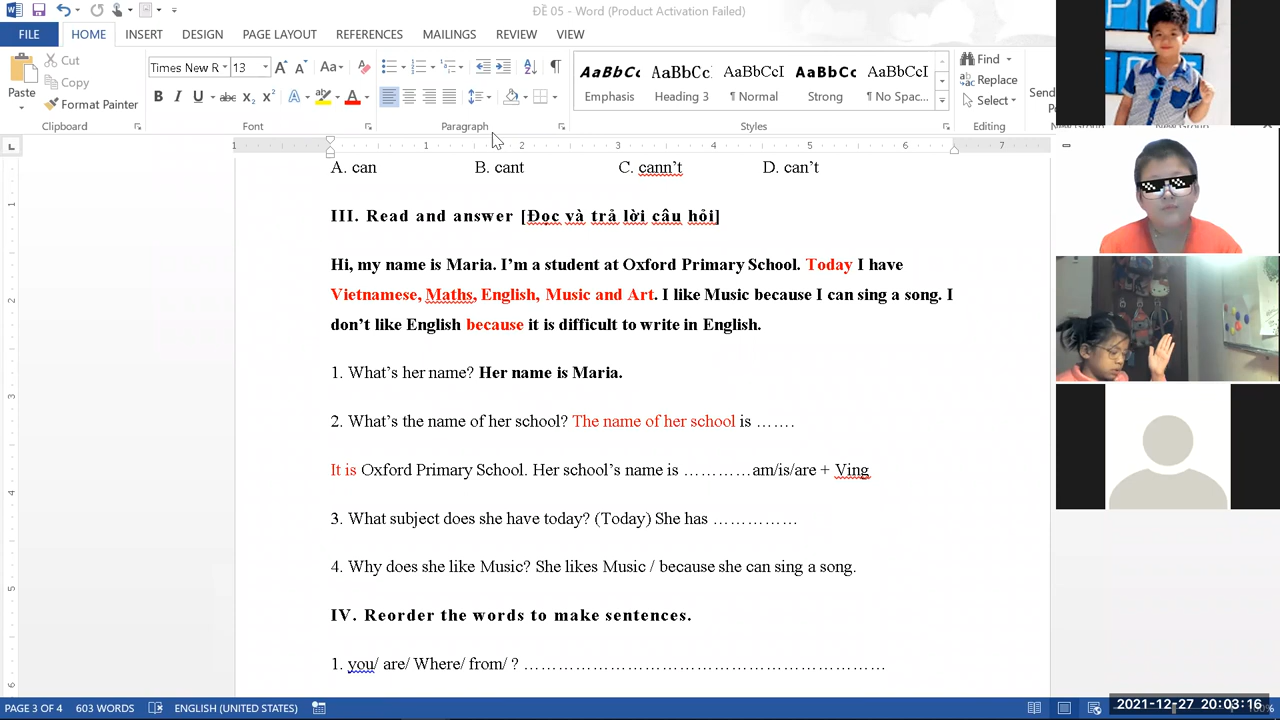 ĐỀ 05 - Word (Product Activation Failed)
FILE HOME INSERT DESIGN PAGE LAYOUT REFERENCES MAILINGS REVIEW VIEW
Paste Cut Copy Format Painter
Times New R 13
AaBbCc AaBbCc. AaBbCcI AaBbCc AaBbCcI
Emphasis Heading 3 ¶ Normal Strong ¶ No Spac...
Find Replace Select
Clipboard Font Paragraph Styles Editing
A. can B. cant C. cann’t D. can’t
III. Read and answer [Đọc và trả lời câu hỏi]
Hi, my name is Maria. I’m a student at Oxford Primary School. Today I have
Vietnamese, Maths, English, Music and Art. I like Music because I can sing a song. I
don’t like English because it is difficult to write in English.
1. What’s her name? Her name is Maria.
2. What’s the name of her school? The name of her school is …….
It is Oxford Primary School. Her school’s name is …………am/is/are + Ving
3. What subject does she have today? (Today) She has ……………
4. Why does she like Music? She likes Music / because she can sing a song.
IV. Reorder the words to make sentences.
1. you/ are/ Where/ from/ ? ………………………………………………………
PAGE 3 OF 4 603 WORDS ENGLISH (UNITED STATES)
2021-12-27 20:03:16